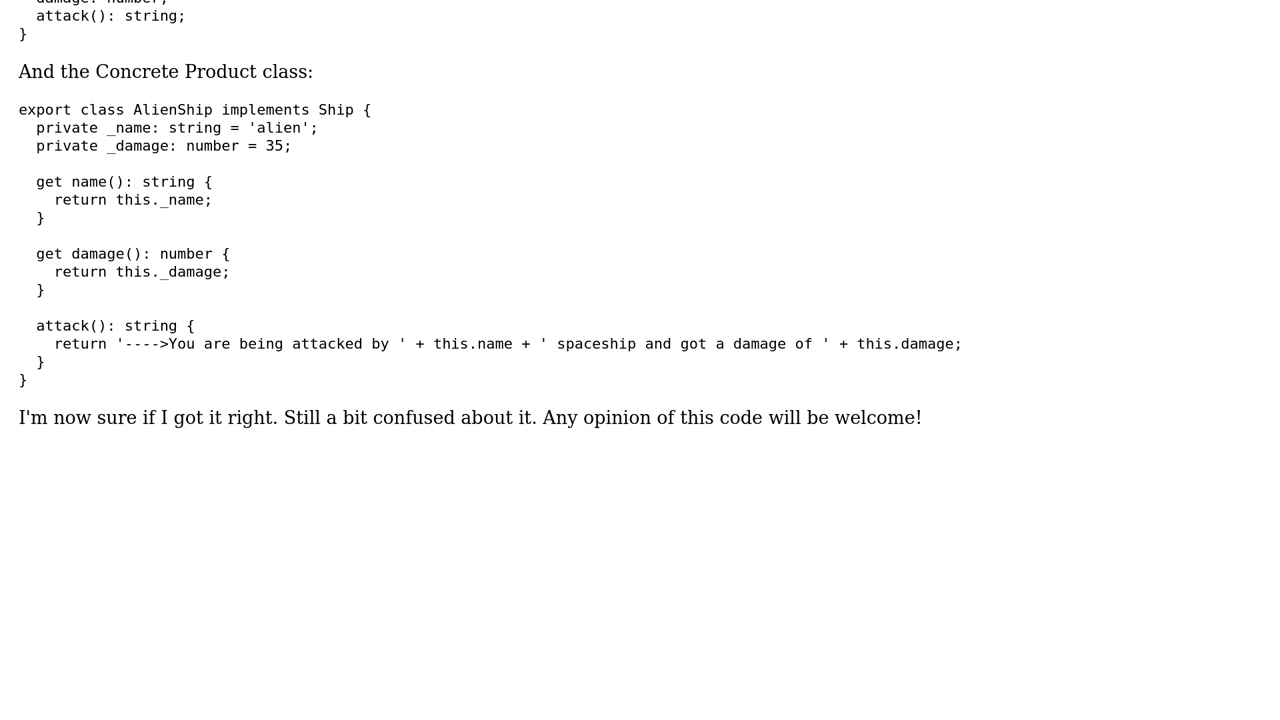 damage: number;
attack(): string;
}
And the Concrete Product class:
export class AlienShip implements Ship {
private _name: string = 'alien';
private _damage: number = 35;
get name(): string {
return this._name;
}
get damage(): number {
return this._damage;
}
attack(): string {
return '---->You are being attacked by ' + this.name + ' spaceship and got a damage of ' + this.damage;
}
}
I'm now sure if I got it right. Still a bit confused about it. Any opinion of this code will be welcome!